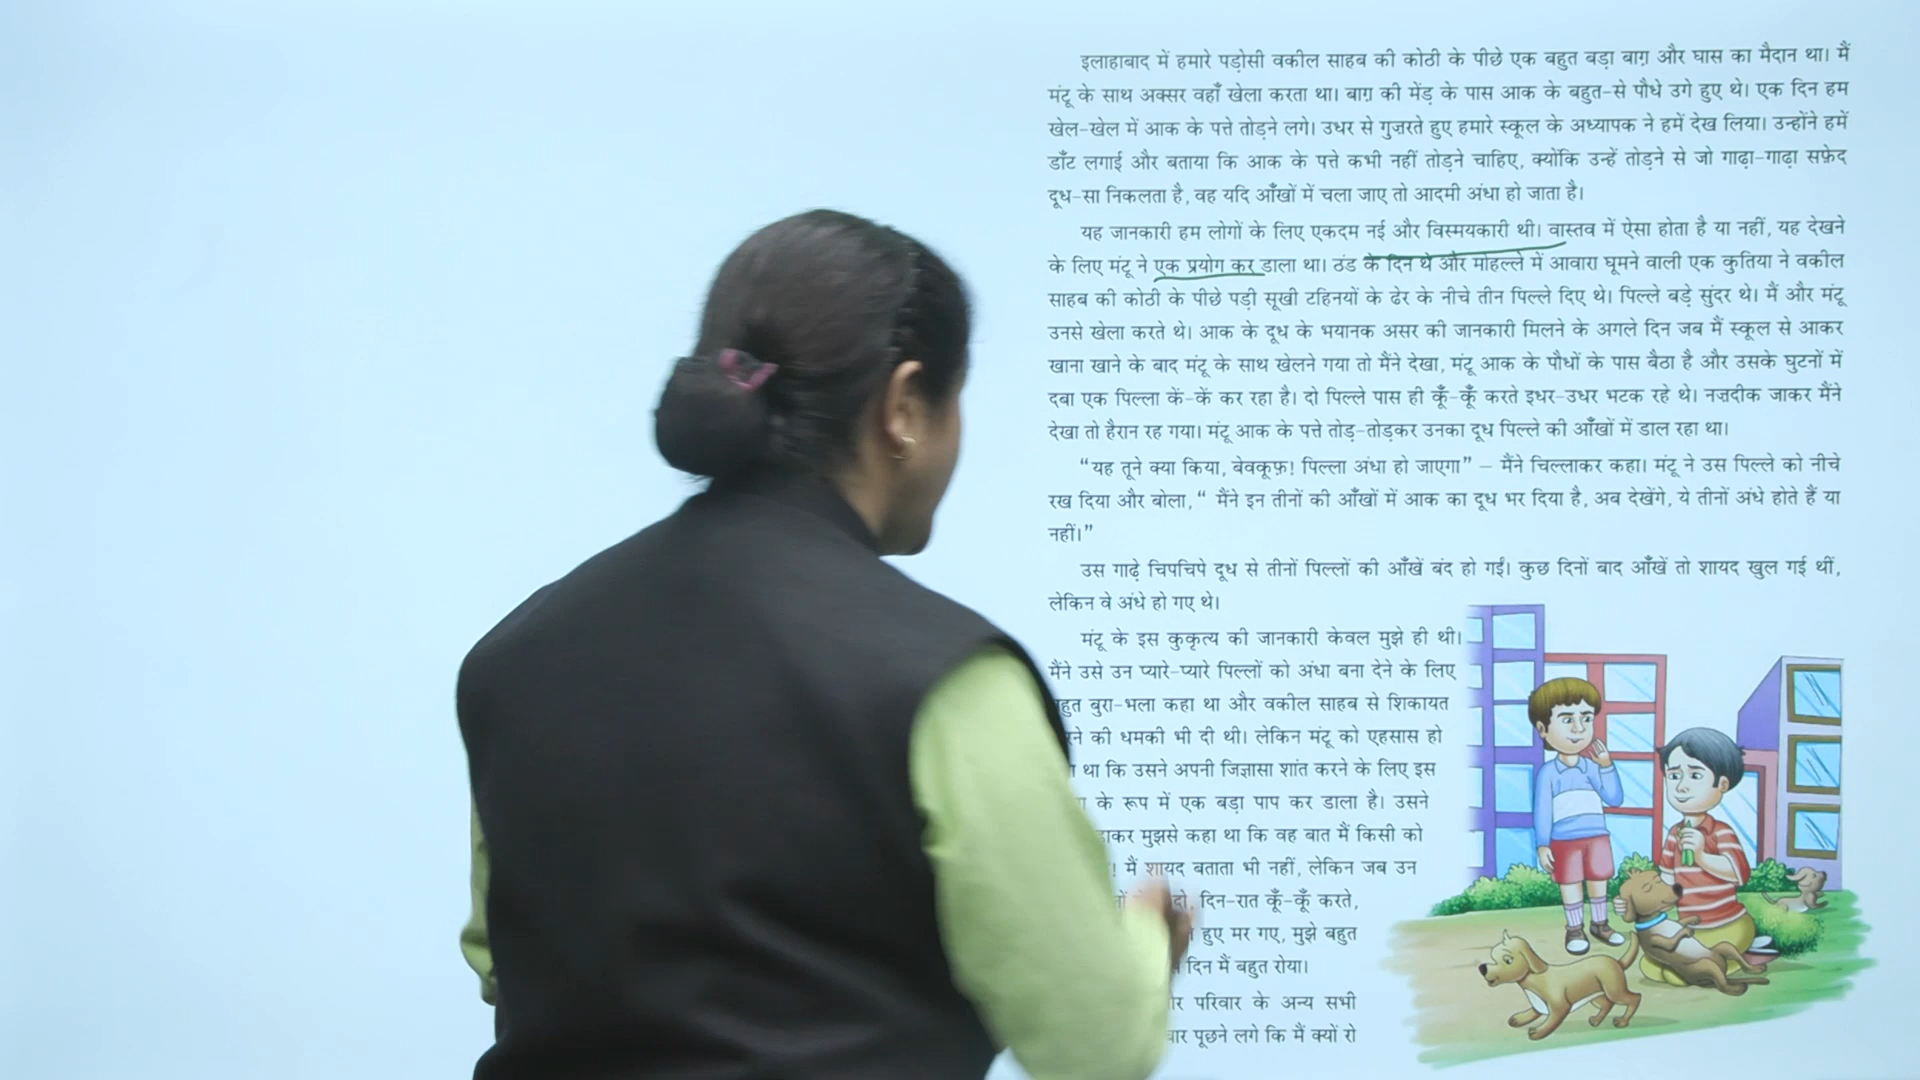 इलाहाबाद में हमारे पड़ोसी वकील साहब की कोठी के पीछे एक बहुत बड़ा बाग़ और घास का मैदान था। मैं
मंटू के साथ अक्सर वहाँ खेला करता था। बाग़ की मेंड़ के पास आक के बहुत-से पौधे उगे हुए थे। एक दिन हम
खेल-खेल में आक के पत्ते तोड़ने लगे। उधर से गुज़रते हुए हमारे स्कूल के अध्यापक ने हमें देख लिया। उन्होंने हमें
डाँट लगाई और बताया कि आक के पत्ते कभी नहीं तोड़ने चाहिए, क्योंकि उन्हें तोड़ने से जो गाढ़ा-गाढ़ा सफ़ेद
दूध-सा निकलता है, वह यदि आँखों में चला जाए तो आदमी अंधा हो जाता है।
यह जानकारी हम लोगों के लिए एकदम नई और विस्मयकारी थी। वास्तव में ऐसा होता है या नहीं, यह देखने
के लिए मंटू ने एक प्रयोग कर डाला था। ठंड के दिन थे और मोहल्ले में आवारा घूमने वाली एक कुतिया ने वकील
साहब की कोठी के पीछे पड़ी सूखी टहनियों के ढेर के नीचे तीन पिल्ले दिए थे। पिल्ले बड़े सुंदर थे। मैं और मंटू
उनसे खेला करते थे। आक के दूध के भयानक असर की जानकारी मिलने के अगले दिन जब मैं स्कूल से आकर
खाना खाने के बाद मंटू के साथ खेलने गया तो मैंने देखा, मंटू आक के पौधों के पास बैठा है और उसके घुटनों में
दबा एक पिल्ला कें-कें कर रहा है। दो पिल्ले पास ही कूँ-कूँ करते इधर-उधर भटक रहे थे। नज़दीक जाकर मैंने
देखा तो हैरान रह गया। मंटू आक के पत्ते तोड़-तोड़कर उनका दूध पिल्ले की आँखों में डाल रहा था।
“यह तूने क्या किया, बेवकूफ़! पिल्ला अंधा हो जाएगा” – मैंने चिल्लाकर कहा। मंटू ने उस पिल्ले को नीचे
रख दिया और बोला, “ मैंने इन तीनों की आँखों में आक का दूध भर दिया है, अब देखेंगे, ये तीनों अंधे होते हैं या
नहीं।”
उस गाढ़े चिपचिपे दूध से तीनों पिल्लों की आँखें बंद हो गईं। कुछ दिनों बाद आँखें तो शायद खुल गई थीं,
लेकिन वे अंधे हो गए थे।
मंटू के इस कुकृत्य की जानकारी केवल मुझे ही थी।
मैंने उसे उन प्यारे-प्यारे पिल्लों को अंधा बना देने के लिए
बुरा-भला कहा था और वकील साहब से शिकायत
की धमकी भी दी थी। लेकिन मंटू को एहसास हो
था कि उसने अपनी जिज्ञासा शांत करने के लिए इस
के रूप में एक बड़ा पाप कर डाला है। उसने
मुझसे कहा था कि वह बात मैं किसी को
! मैं शायद बताता भी नहीं, लेकिन जब उन
दो, दिन-रात कूँ-कूँ करते,
हुए मर गए, मुझे बहुत
दिन मैं बहुत रोया।
परिवार के अन्य सभी
पूछने लगे कि मैं क्यों रो